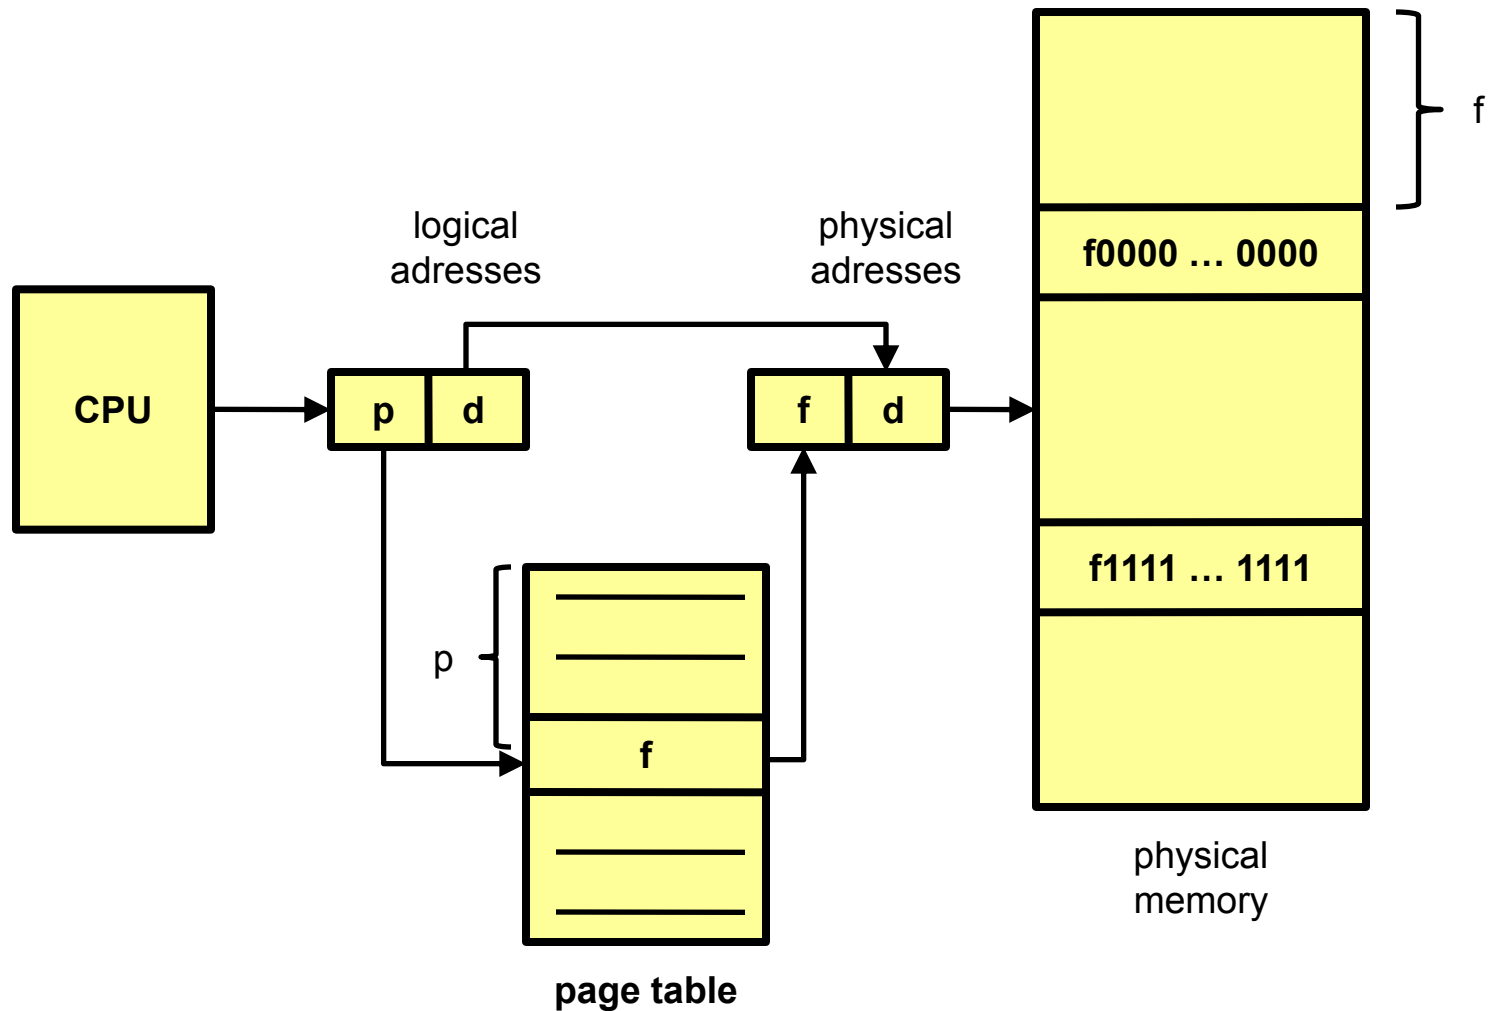 f
logical
adresses
physical
adresses
f0000 … 0000
CPU
p
d
f
d
f1111 … 1111
p
f
physical
memory
page table